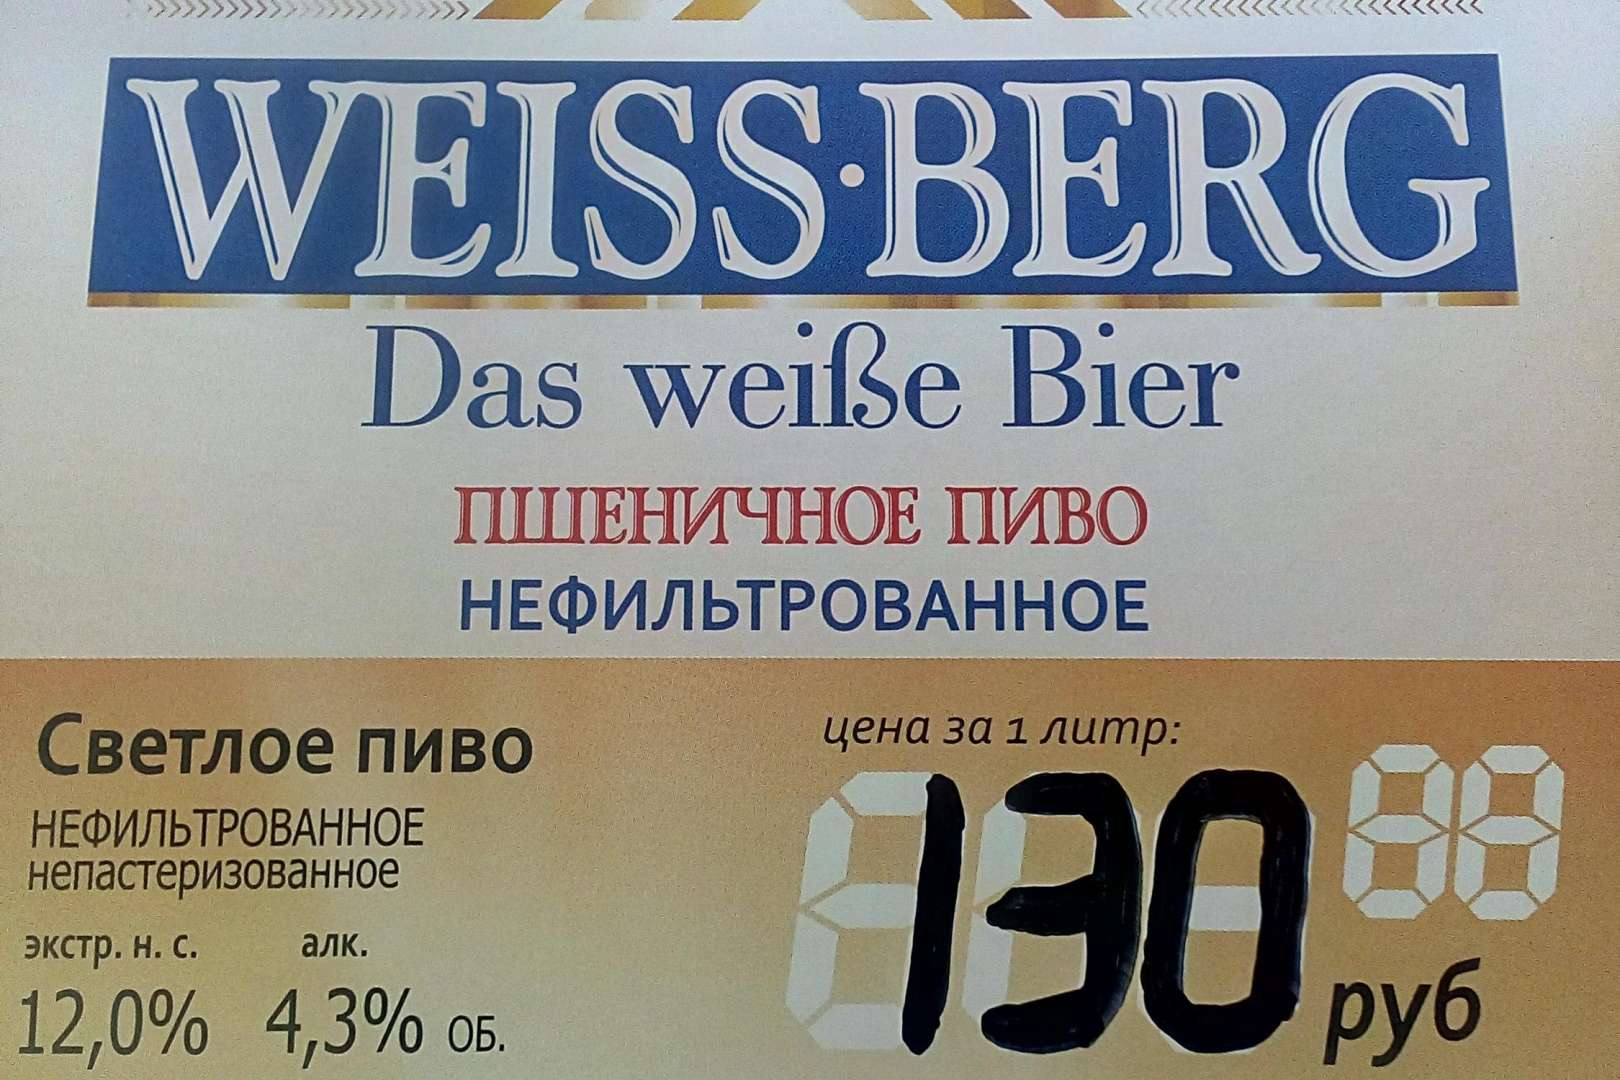 WEISS·BERG
Das weiße Bier
ПШЕНИЧНОЕ ПИВО
НЕФИЛЬТРОВАННОЕ
Светлое пиво
НЕФИЛЬТРОВАННОЕ
непастеризованное
экстр. н. с. алк.
12,0% 4,3% ОБ.
цена за 1 литр:
130 руб